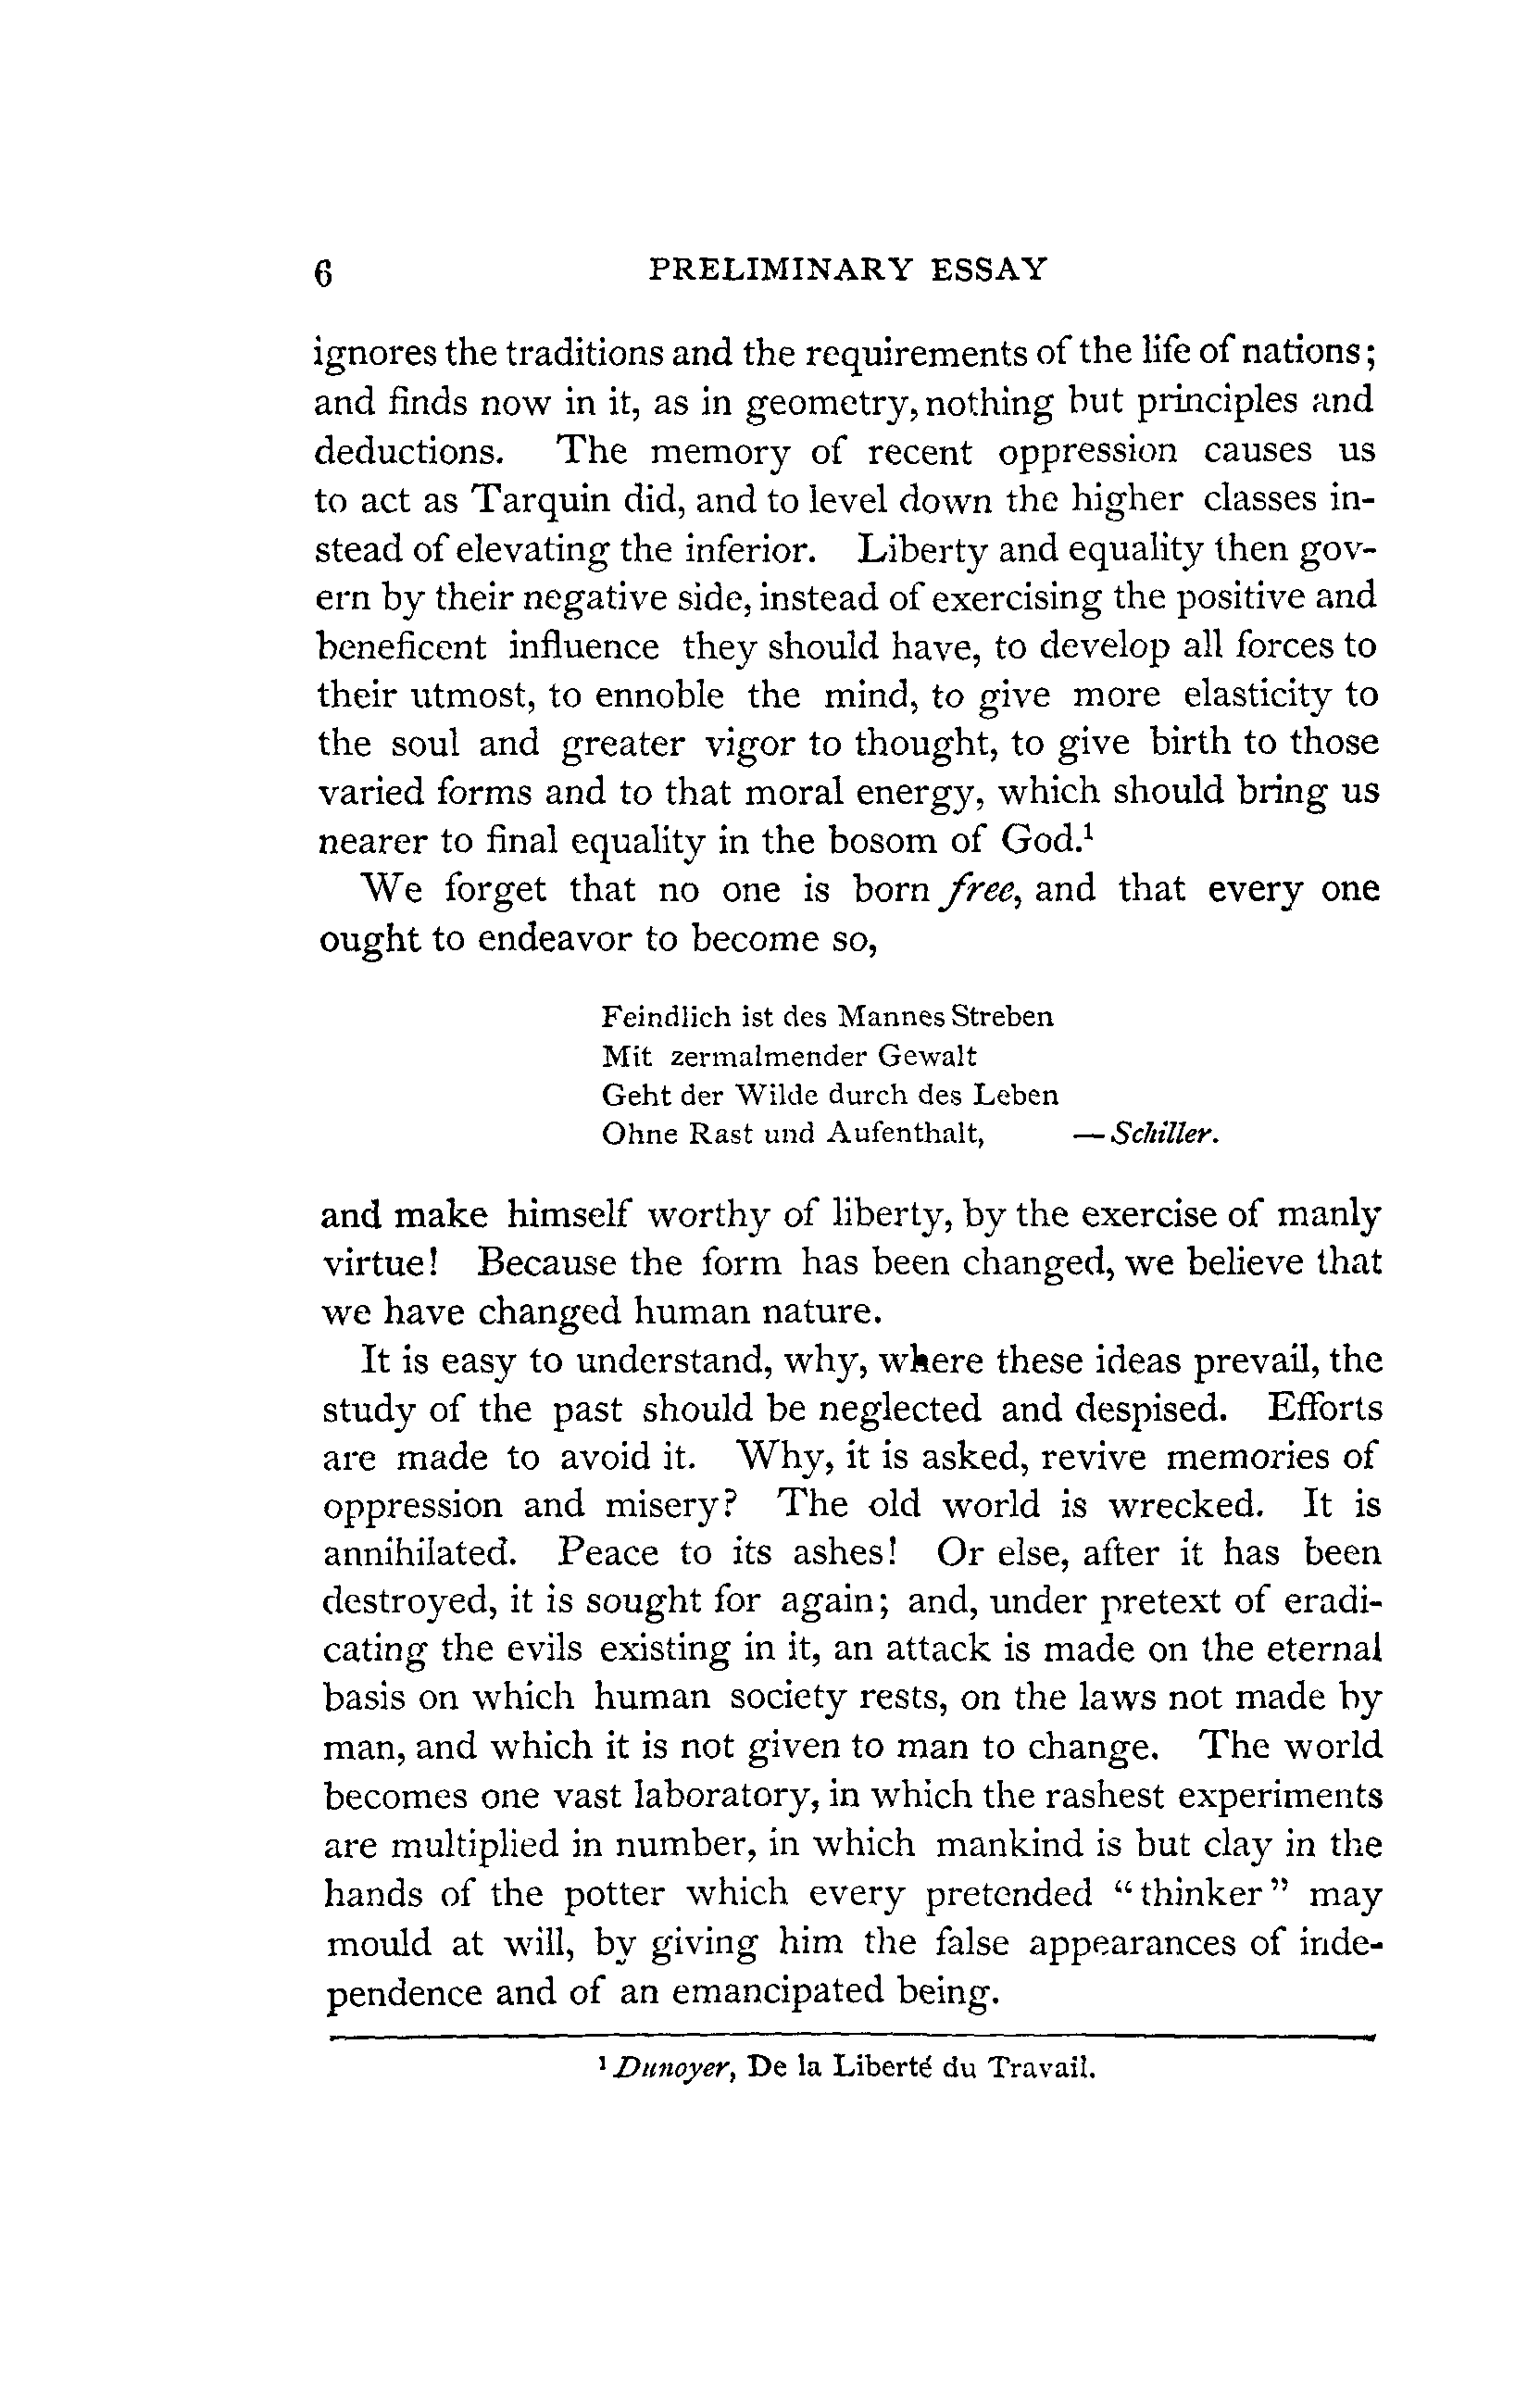 6 PRELIMINARY ESSAY
ignores the traditions and the requirements of the life of nations;
and finds now in it, as in geometry, nothing but principles and
deductions. The memory of recent oppression causes us
to act as Tarquin did, and to level down the higher classes in-
stead of elevating the inferior. Liberty and equality then gov-
ern by their negative side, instead of exercising the positive and
beneficent influence they should have, to develop all forces to
their utmost, to ennoble the mind, to give more elasticity to
the soul and greater vigor to thought, to give birth to those
varied forms and to that moral energy, which should bring us
nearer to final equality in the bosom of God.¹
We forget that no one is born free, and that every one
ought to endeavor to become so,
Feindlich ist des Mannes Streben
Mit zermalmender Gewalt
Geht der Wilde durch des Leben
Ohne Rast und Aufenthalt, — Schiller.
and make himself worthy of liberty, by the exercise of manly
virtue! Because the form has been changed, we believe that
we have changed human nature.
It is easy to understand, why, where these ideas prevail, the
study of the past should be neglected and despised. Efforts
are made to avoid it. Why, it is asked, revive memories of
oppression and misery? The old world is wrecked. It is
annihilated. Peace to its ashes! Or else, after it has been
destroyed, it is sought for again; and, under pretext of eradi-
cating the evils existing in it, an attack is made on the eternal
basis on which human society rests, on the laws not made by
man, and which it is not given to man to change. The world
becomes one vast laboratory, in which the rashest experiments
are multiplied in number, in which mankind is but clay in the
hands of the potter which every pretended "thinker" may
mould at will, by giving him the false appearances of inde-
pendence and of an emancipated being.
¹ Dunoyer, De la Liberté du Travail.